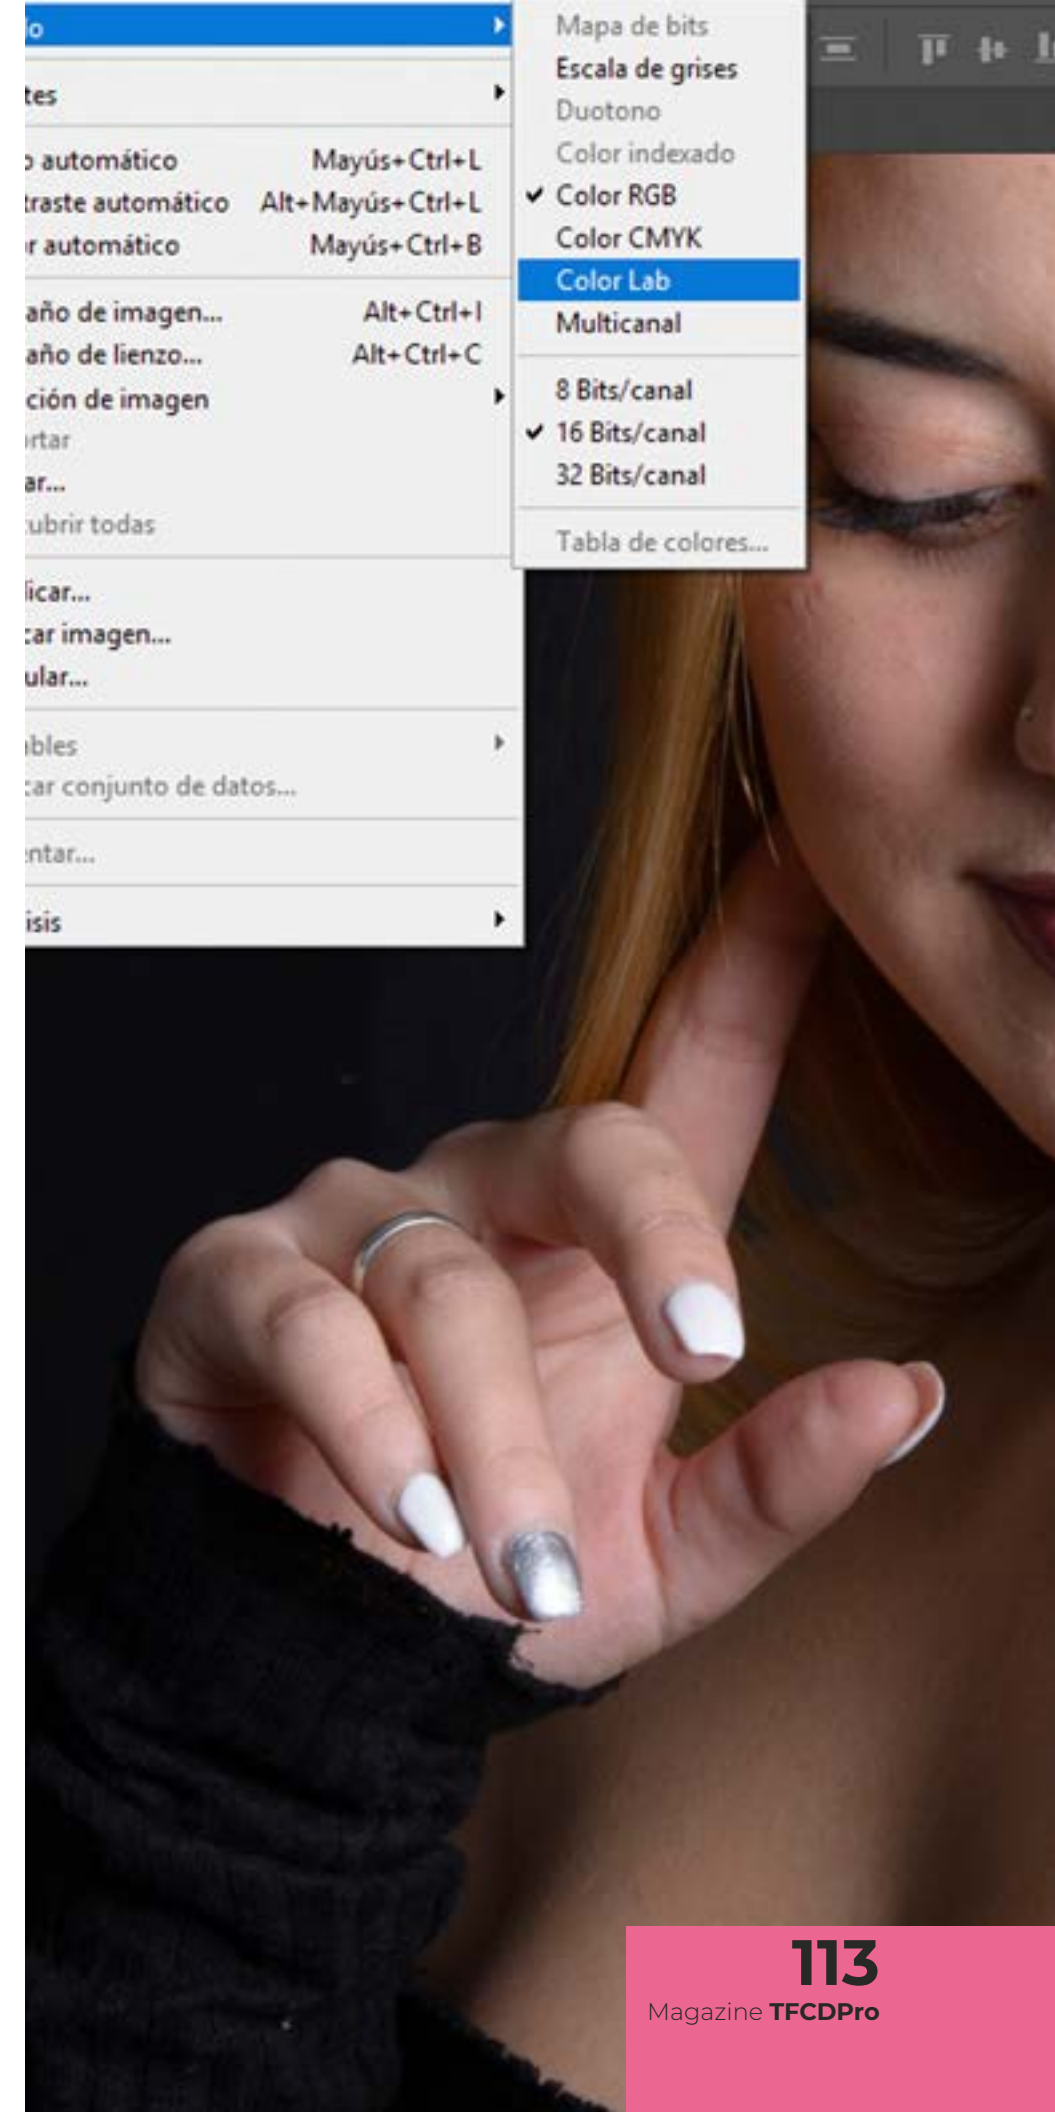 o
tes
o automático Mayús+Ctrl+L
traste automático Alt+Mayús+Ctrl+L
r automático Mayús+Ctrl+B
año de imagen... Alt+Ctrl+I
año de lienzo... Alt+Ctrl+C
ción de imagen
rtar
ar...
ubrir todas
icar...
car imagen...
ular...
bles
car conjunto de datos...
entar...
isis
Mapa de bits
Escala de grises
Duotono
Color indexado
Color RGB
Color CMYK
Color Lab
Multicanal
8 Bits/canal
16 Bits/canal
32 Bits/canal
Tabla de colores...
113
Magazine TFCDPro